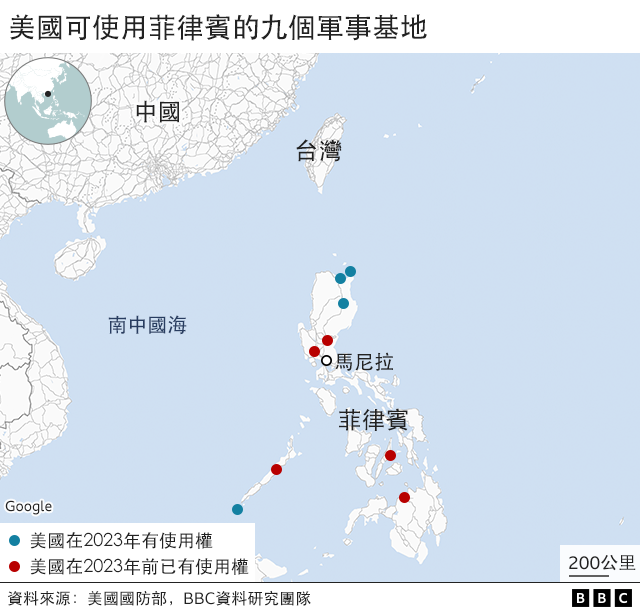 美國可使用菲律賓的九個軍事基地
中國
台灣
南中國海
馬尼拉
菲律賓
Google
美國在2023年有使用權
美國在2023年前已有使用權
200公里
資料來源：美國國防部，BBC資料研究團隊
BBC